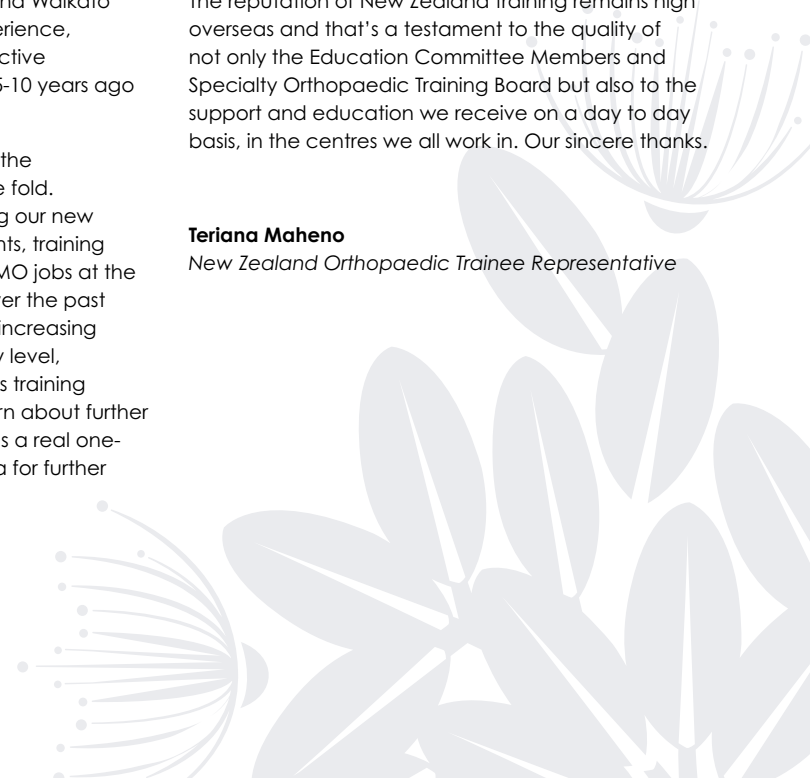 nd Waikato
erience,
ctive
5-10 years ago
the
e fold.
g our new
nts, training
MO jobs at the
er the past
increasing
y level,
s training
rn about further
s a real one-
a for further
The reputation of New Zealand training remains high
overseas and that’s a testament to the quality of
not only the Education Committee Members and
Specialty Orthopaedic Training Board but also to the
support and education we receive on a day to day
basis, in the centres we all work in. Our sincere thanks.
Teriana Maheno
New Zealand Orthopaedic Trainee Representative